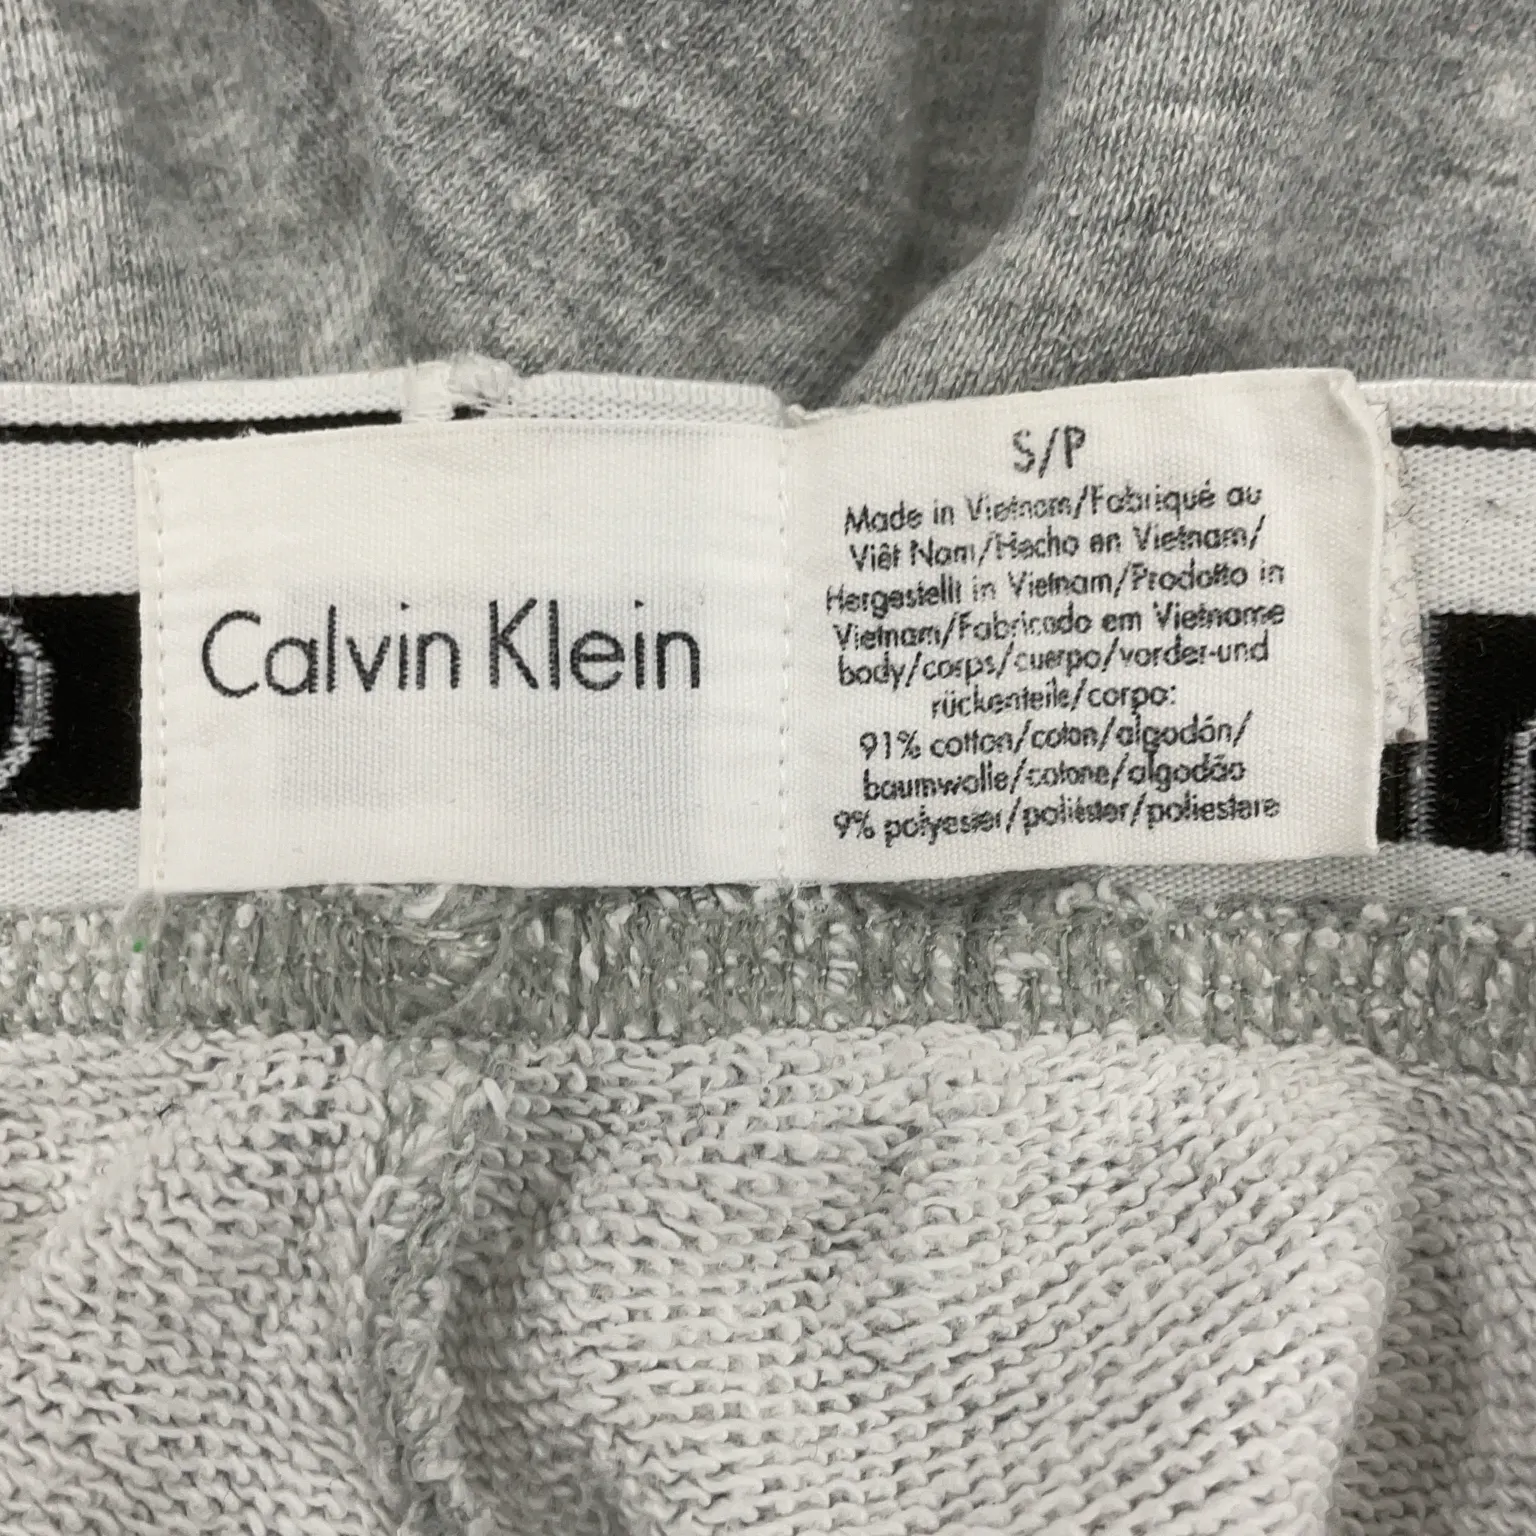 Calvin Klein
S/P
Made in Vietnam/Fabriqué au
Viêt Nam/Hecho en Vietnam/
Hergestellt in Vietnam/Prodotto in
Vietnam/Fabricado em Vietname
body/corps/cuerpo/vorder-und
rückenteile/corpo:
91% cotton/coton/algodón/
baumwolle/cotone/algodão
9% polyester/poliéster/poliestere